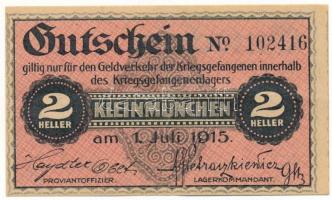 Gutschein No. 102416
giltig nur für den Geldverkehr der Kriegsgefangenen innerhalb
des Kriegsgefangenenlagers
2 KLEINMÜNCHEN 2
HELLER HELLER
am 1. Juli 1915.
PROVIANTOFFIZIER. LAGERKOMMANDANT.